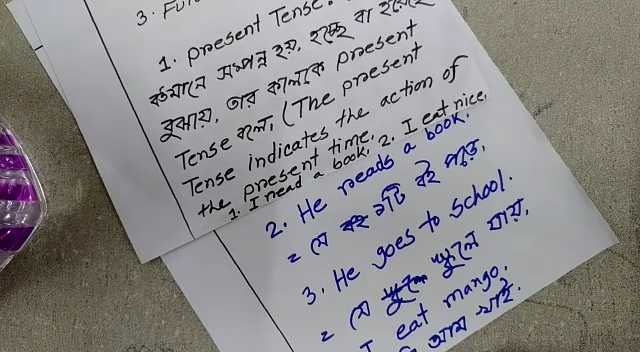 3. Futu
1. Present Tense:
বর্তমানে সম্পন্ন হয়, হচ্ছে বা হয়েছে
বুঝায়, তার কালকে present
Tense বলে, (The present
Tense indicates the action of
the present time.
1. I read a book. 2. I eat rice.
2. He reads a book.
= সে একটি বই পড়ে,
3. He goes to School.
= সে স্কুলে যায়,
I eat mango.
আম খাই.